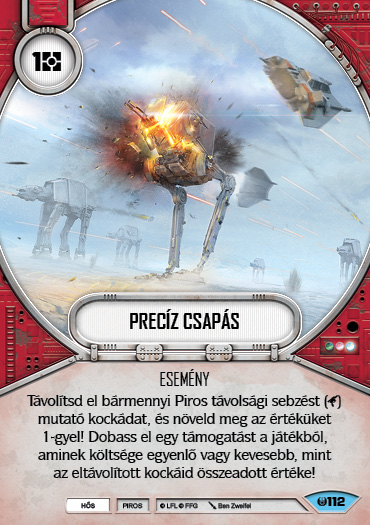 1
PRECÍZ CSAPÁS
ESEMÉNY
Távolítsd el bármennyi Piros távolsági sebzést ( )
mutató kockádat, és növeld meg az értéküket
1-gyel! Dobass el egy támogatást a játékból,
aminek költsége egyenlő vagy kevesebb, mint
az eltávolított kockáid összeadott értéke!
HŐS PIROS © LFL © FFG Ben Zweifel 112